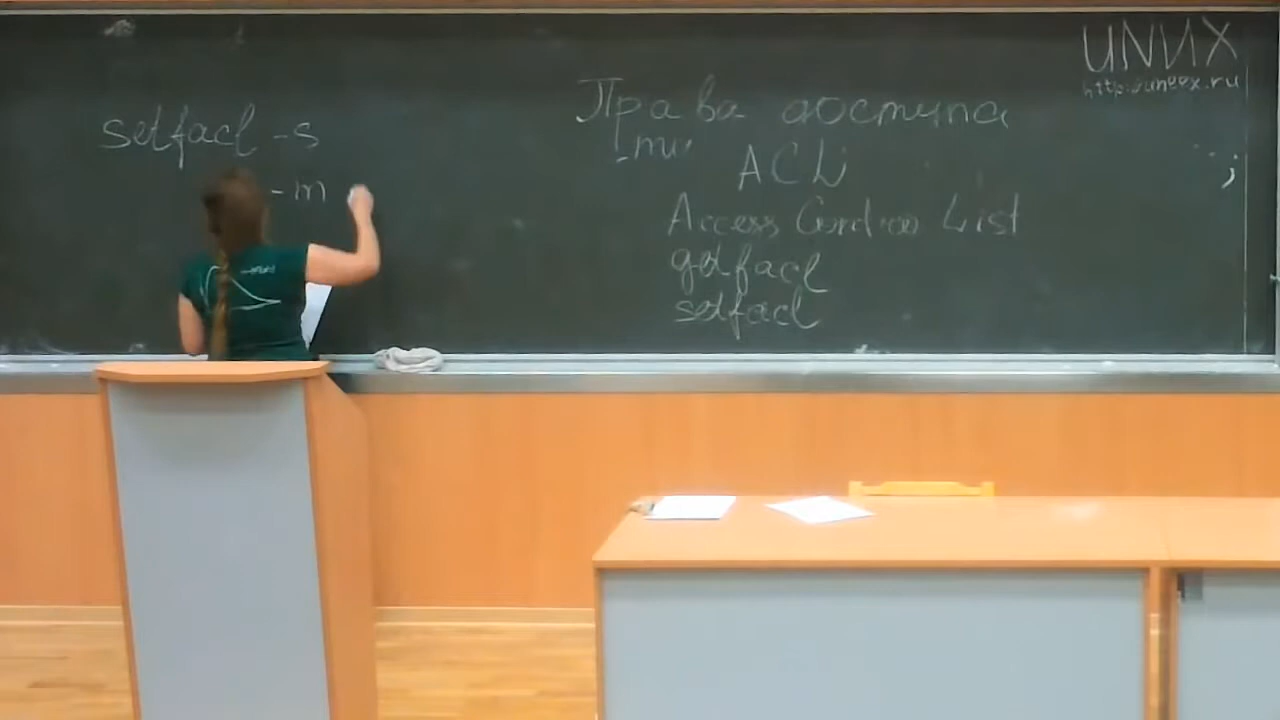 setfacl -s
-m
Права доступа
ACL
Access Control List
getfacl
setfacl
UNИX
http://uneex.ru